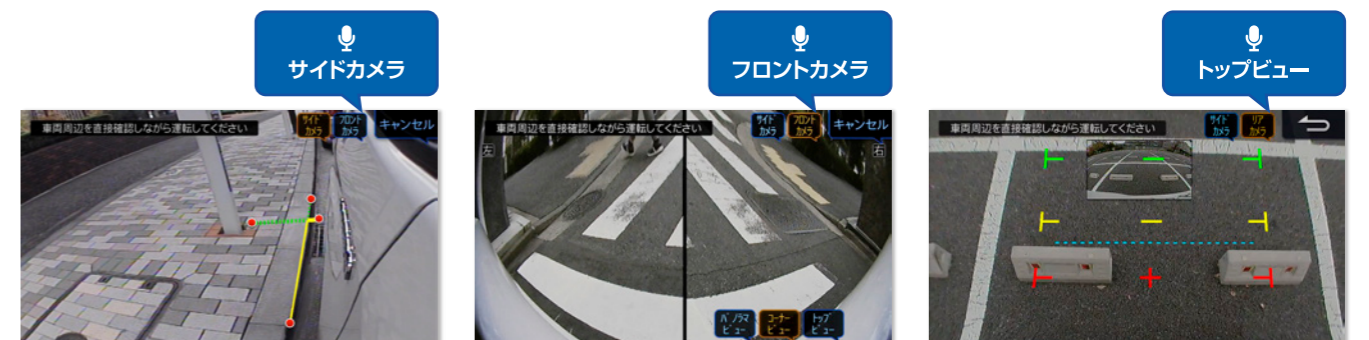 サイドカメラ
フロントカメラ
トップビュー
車両周辺を直接確認しながら運転してください
サイド
カメラ
フロント
カメラ
キャンセル
車両周辺を直接確認しながら運転してください
サイド
カメラ
フロント
カメラ
キャンセル
左
右
パノラマ
ビュー
コーナー
ビュー
トップ
ビュー
車両周辺を直接確認しながら運転してください
サイド
カメラ
リア
カメラ